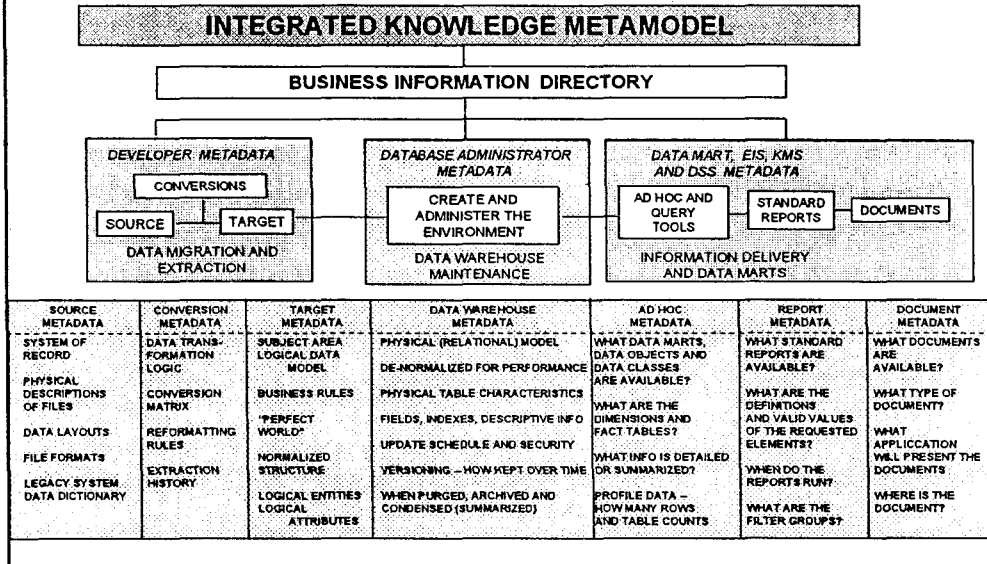 INTEGRATED KNOWLEDGE METAMODEL
BUSINESS INFORMATION DIRECTORY
DEVELOPER METADATA
CONVERSIONS
SOURCE
TARGET
DATA MIGRATION AND
EXTRACTION
DATABASE ADMINISTRATOR
METADATA
CREATE AND
ADMINISTER THE
ENVIRONMENT
DATA WAREHOUSE
MAINTENANCE
DATA MART, EIS, KMS
AND DSS METADATA
AD HOC AND
QUERY
TOOLS
STANDARD
REPORTS
DOCUMENTS
INFORMATION DELIVERY
AND DATA MARTS
SOURCE
METADATA
SYSTEM OF
RECORD
PHYSICAL
DESCRIPTIONS
OF FILES
DATA LAYOUTS
FILE FORMATS
LEGACY SYSTEM
DATA DICTIONARY
CONVERSION
METADATA
DATA TRANS-
FORMATION
LOGIC
CONVERSION
MATRIX
REFORMATTING
RULES
EXTRACTION
HISTORY
TARGET
METADATA
SUBJECT AREA
LOGICAL DATA
MODEL
BUSINESS RULES
"PERFECT
WORLD"
NORMALIZED
STRUCTURE
LOGICAL ENTITIES
LOGICAL
ATTRIBUTES
DATA WAREHOUSE
METADATA
PHYSICAL (RELATIONAL) MODEL
DE-NORMALIZED FOR PERFORMANCE
PHYSICAL TABLE CHARACTERISTICS
FIELDS, INDEXES, DESCRIPTIVE INFO
UPDATE SCHEDULE AND SECURITY
VERSIONING – HOW KEPT OVER TIME
WHEN PURGED, ARCHIVED AND
CONDENSED (SUMMARIZED)
AD HOC
METADATA
WHAT DATA MARTS,
DATA OBJECTS AND
DATA CLASSES
ARE AVAILABLE?
WHAT ARE THE
DIMENSIONS AND
FACT TABLES?
WHAT INFO IS DETAILED
OR SUMMARIZED?
PROFILE DATA –
HOW MANY ROWS
AND TABLE COUNTS
REPORT
METADATA
WHAT STANDARD
REPORTS ARE
AVAILABLE?
WHAT ARE THE
DEFINITIONS
AND VALID VALUES
OF THE REQUESTED
ELEMENTS?
WHEN DO THE
REPORTS RUN?
WHAT ARE THE
FILTER GROUPS?
DOCUMENT
METADATA
WHAT DOCUMENTS
ARE
AVAILABLE?
WHAT TYPE OF
DOCUMENT?
WHAT
APPLICCATION
WILL PRESENT THE
DOCUMENTS
WHERE IS THE
DOCUMENT?